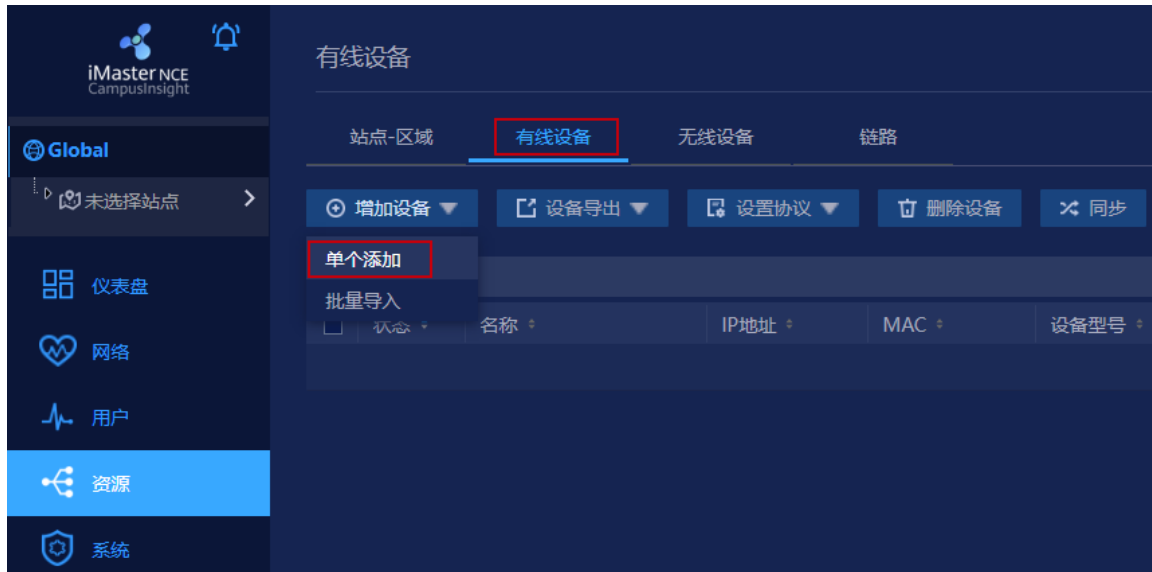 iMaster NCE
CampusInsight
Global
未选择站点
仪表盘
网络
用户
资源
系统
有线设备
站点-区域 有线设备 无线设备 链路
增加设备 设备导出 设置协议 删除设备 同步
单个添加
批量导入
状态 名称 IP地址 MAC 设备型号